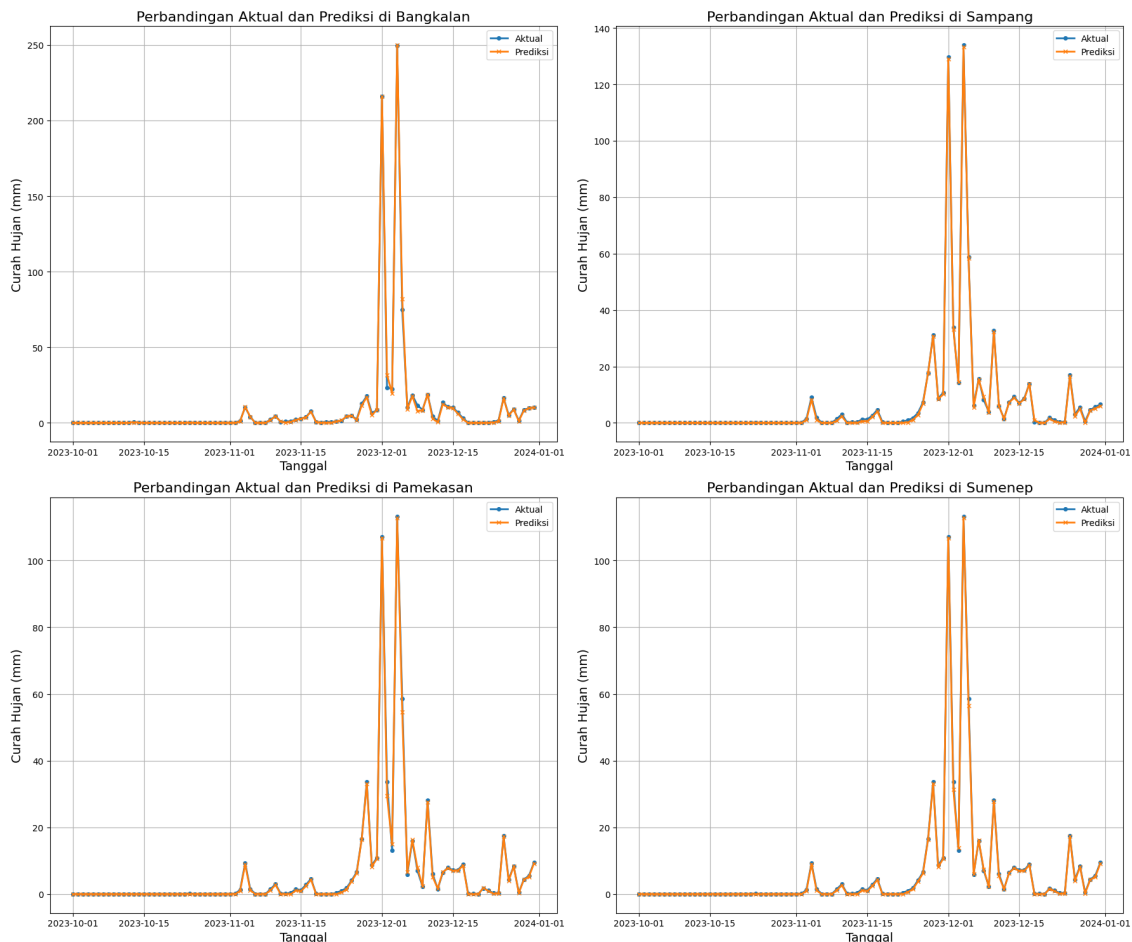 Perbandingan Aktual dan Prediksi di Bangkalan
Aktual
Prediksi
250
200
150
100
50
0
Curah Hujan (mm)
2023-10-01
2023-10-15
2023-11-01
2023-11-15
2023-12-01
2023-12-15
2024-01-01
Tanggal
Perbandingan Aktual dan Prediksi di Sampang
Aktual
Prediksi
140
120
100
80
60
40
20
0
Curah Hujan (mm)
2023-10-01
2023-10-15
2023-11-01
2023-11-15
2023-12-01
2023-12-15
2024-01-01
Tanggal
Perbandingan Aktual dan Prediksi di Pamekasan
Aktual
Prediksi
100
80
60
40
20
0
Curah Hujan (mm)
2023-10-01
2023-10-15
2023-11-01
2023-11-15
2023-12-01
2023-12-15
2024-01-01
Tanggal
Perbandingan Aktual dan Prediksi di Sumenep
Aktual
Prediksi
100
80
60
40
20
0
Curah Hujan (mm)
2023-10-01
2023-10-15
2023-11-01
2023-11-15
2023-12-01
2023-12-15
2024-01-01
Tanggal